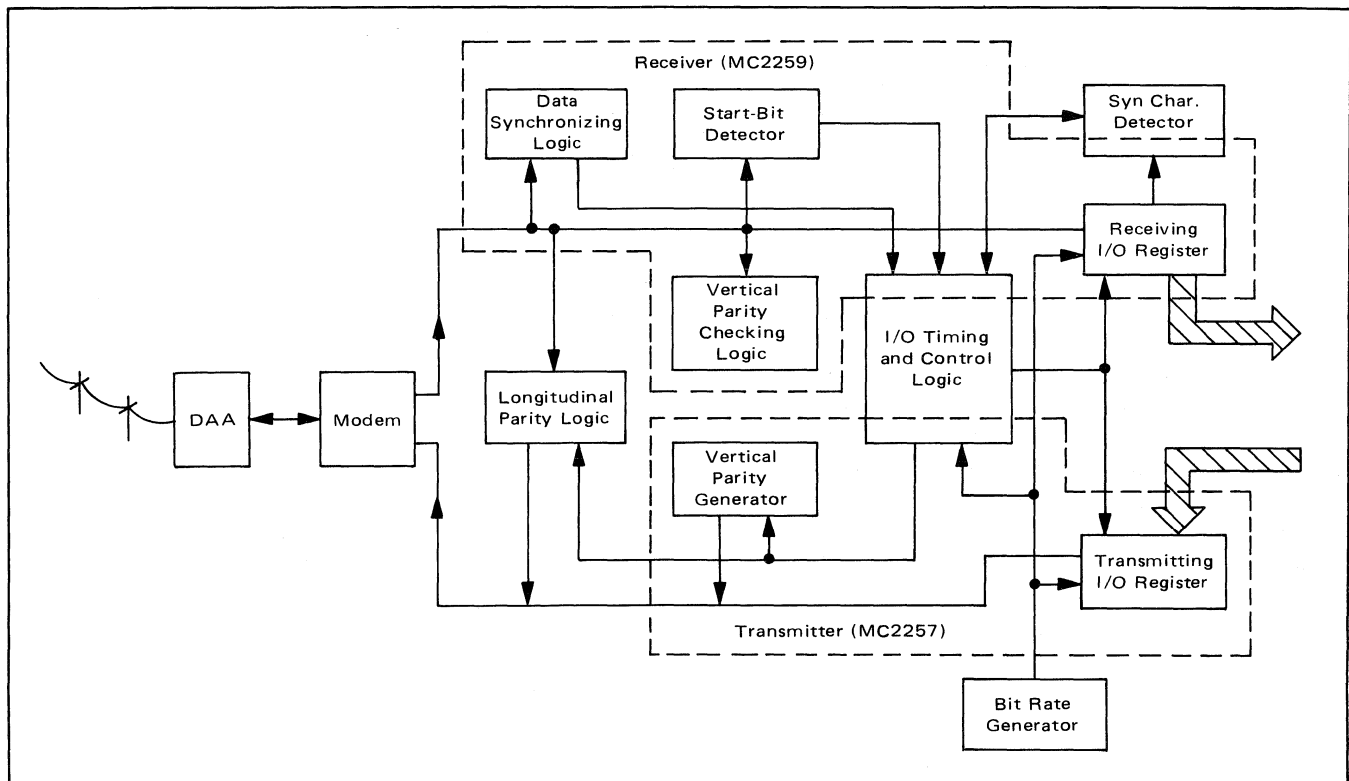 Receiver (MC2259)
Data
Synchronizing
Logic
Start-Bit
Detector
Syn Char.
Detector
Receiving
I/O Register
Vertical
Parity
Checking
Logic
I/O Timing
and Control
Logic
DAA
Modem
Longitudinal
Parity Logic
Vertical
Parity
Generator
Transmitting
I/O Register
Transmitter (MC2257)
Bit Rate
Generator